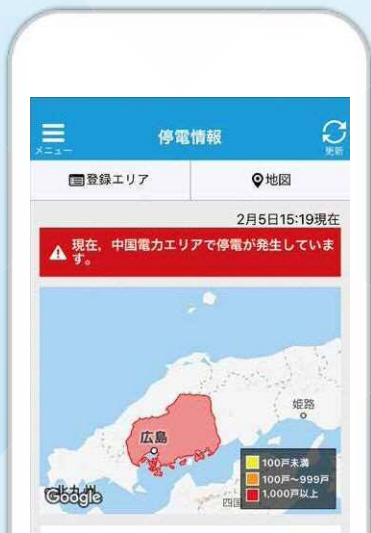 メニュー
停電情報
更新
登録エリア
地図
2月5日15:19現在
現在,中国電力エリアで停電が発生していま
す。
姫路
広島
100戸未満
100戸〜999戸
1,000戸以上
北九州
Google
四国